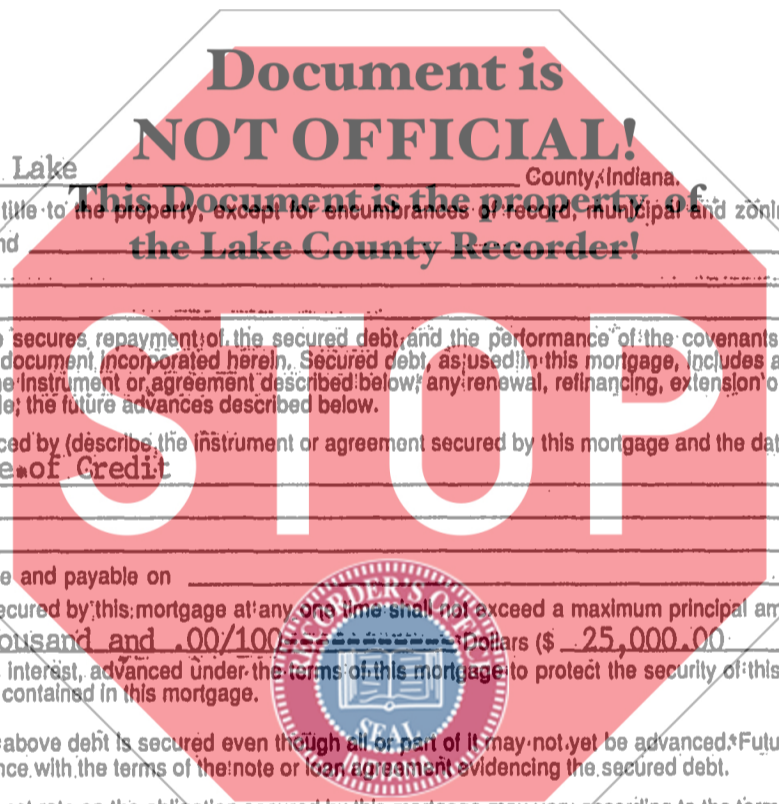 Document is
NOT OFFICIAL!
Lake County, Indiana.
This Document is the property of
title to the property, except for encumbrances of record, municipal and zonin
the Lake County Recorder!
nd
STOP
secures repayment of the secured debt and the performance of the covenants
document incorporated herein. Secured debt, as used in this mortgage, includes a
e instrument or agreement described below, any renewal, refinancing, extension o
le; the future advances described below.
ced by (describe the instrument or agreement secured by this mortgage and the dat
e of Credit
e and payable on
ecured by this mortgage at any one time shall not exceed a maximum principal am
ousand and .00/100 Dollars ($ 25,000.00
interest, advanced under the terms of this mortgage to protect the security of this
contained in this mortgage.
RECORDER'S OFFICE
SEAL
above debt is secured even though all or part of it may not yet be advanced. Futu
nce with the terms of the note or loan agreement evidencing the secured debt.